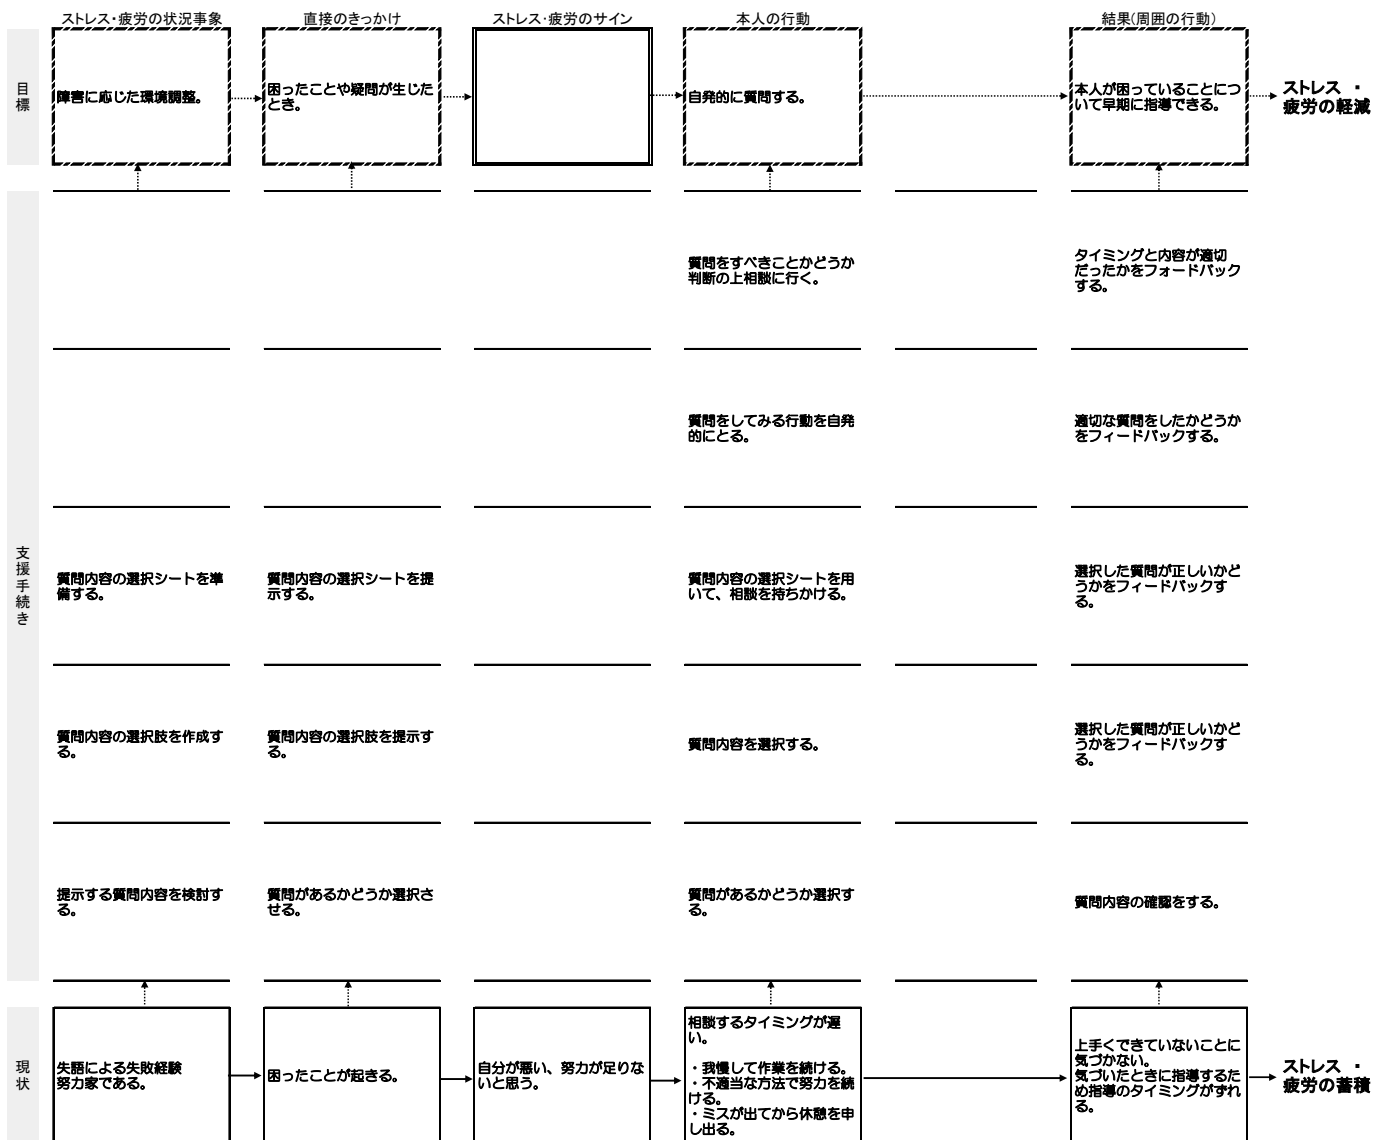 ストレス・疲労の状況事象
直接のきっかけ
ストレス・疲労のサイン
本人の行動
結果(周囲の行動)
目標
障害に応じた環境調整。
困ったことや疑問が生じた
とき。
自発的に質問する。
本人が困っていることにつ
いて早期に指導できる。
ストレス ・
疲労の軽減
支援手続き
質問をすべきことかどうか
判断の上相談に行く。
タイミングと内容が適切
だったかをフォードバック
する。
質問をしてみる行動を自発
的にとる。
適切な質問をしたかどうか
をフィードバックする。
質問内容の選択シートを準
備する。
質問内容の選択シートを提
示する。
質問内容の選択シートを用
いて、相談を持ちかける。
選択した質問が正しいかど
うかをフィードバックす
る。
質問内容の選択肢を作成す
る。
質問内容の選択肢を提示す
る。
質問内容を選択する。
選択した質問が正しいかど
うかをフィードバックす
る。
提示する質問内容を検討す
る。
質問があるかどうか選択さ
せる。
質問があるかどうか選択す
る。
質問内容の確認をする。
現状
失語による失敗経験
努力家である。
困ったことが起きる。
自分が悪い、努力が足りな
いと思う。
相談するタイミングが遅
い。
・我慢して作業を続ける。
・不適当な方法で努力を続
ける。
・ミスが出てから休憩を申
し出る。
上手くできていないことに
気づかない。
気づいたときに指導するた
め指導のタイミングがずれ
る。
ストレス ・
疲労の蓄積